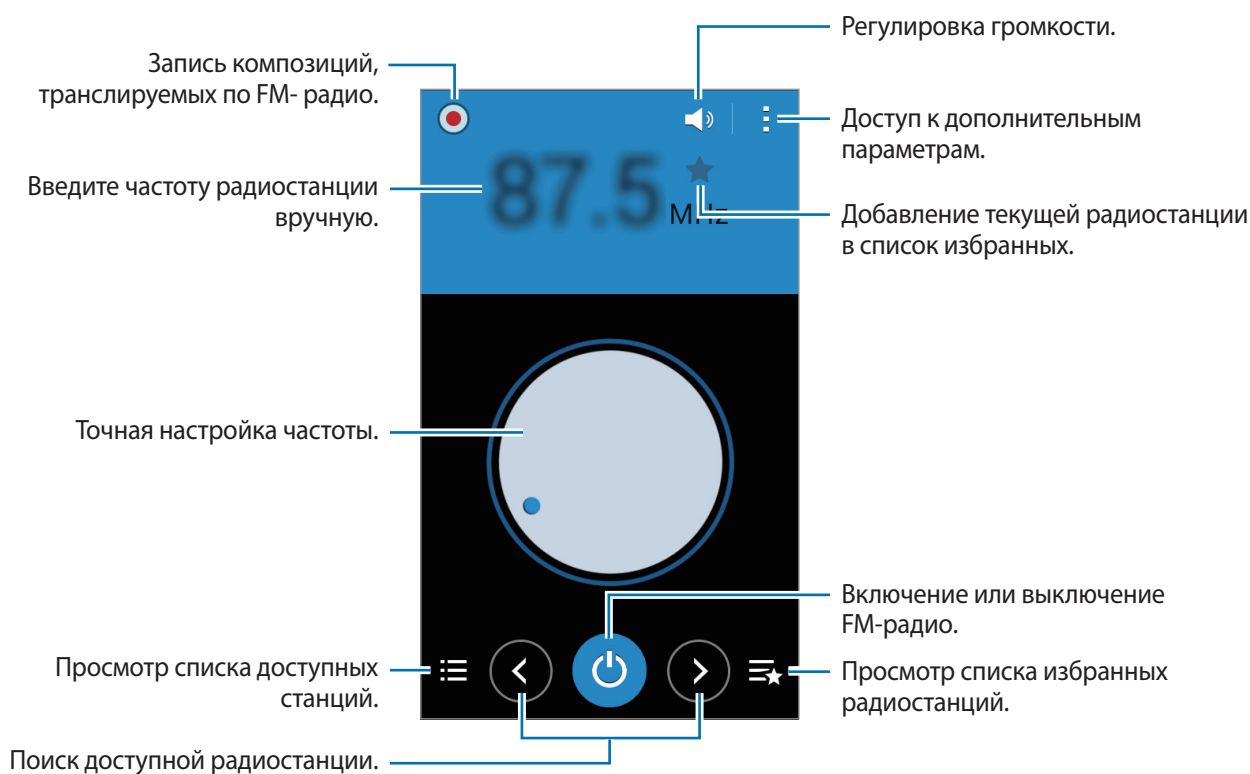 Регулировка громкости.
Запись композиций,
транслируемых по FM- радио.
Доступ к дополнительным
параметрам.
Введите частоту радиостанции
вручную.
87.5
MHz
Добавление текущей радиостанции
в список избранных.
Точная настройка частоты.
Включение или выключение
FM-радио.
Просмотр списка доступных
станций.
Просмотр списка избранных
радиостанций.
Поиск доступной радиостанции.